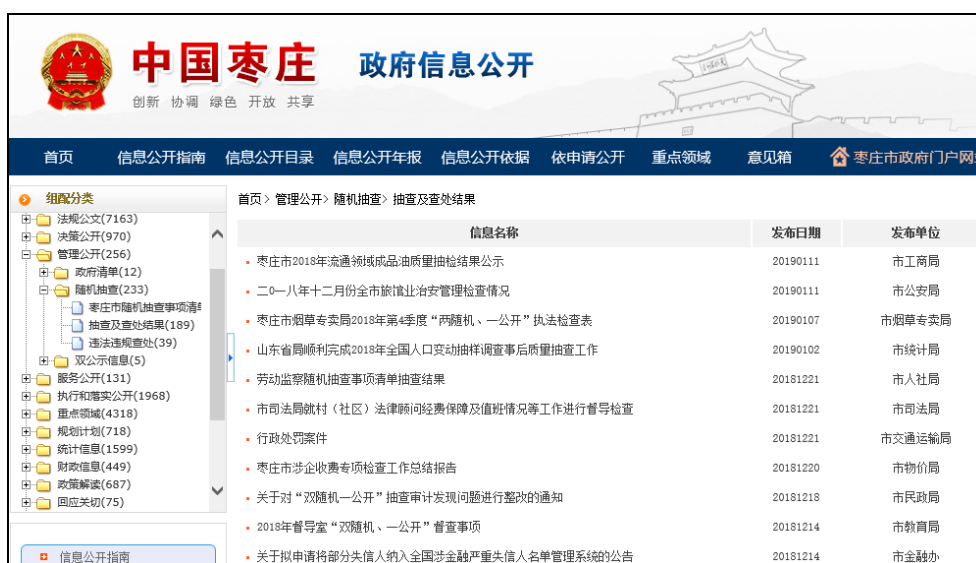 中国枣庄 政府信息公开
创新 协调 绿色 开放 共享
首页 信息公开指南 信息公开目录 信息公开年报 信息公开依据 依申请公开 重点领域 意见箱 枣庄市政府门户网
组配分类
法规公文(7163)
决策公开(970)
管理公开(256)
政府清单(12)
随机抽查(233)
枣庄市随机抽查事项清单
抽查及查处结果(189)
违法违规查处(39)
双公示信息(5)
服务公开(131)
执行和落实公开(1968)
重点领域(4318)
规划计划(718)
统计信息(1599)
财政信息(449)
政策解读(687)
回应关切(75)
信息公开指南
首页> 管理公开> 随机抽查> 抽查及查处结果
信息名称 发布日期 发布单位
枣庄市2018年流通领域成品油质量抽检结果公示 20190111 市工商局
二0一八年十二月份全市旅馆业治安管理检查情况 20190111 市公安局
枣庄市烟草专卖局2018年第4季度“两随机、一公开”执法检查表 20190107 市烟草专卖局
山东省局顺利完成2018年全国人口变动抽样调查事后质量抽查工作 20190102 市统计局
劳动监察随机抽查事项清单抽查结果 20181221 市人社局
市司法局就村（社区）法律顾问经费保障及值班情况等工作进行督导检查 20181221 市司法局
行政处罚案件 20181221 市交通运输局
枣庄市涉企收费专项检查工作总结报告 20181220 市物价局
关于对“双随机一公开”抽查审计发现问题进行整改的通知 20181218 市民政局
2018年督导室“双随机、一公开”督查事项 20181214 市教育局
关于拟申请将部分失信人纳入全国涉金融严重失信人名单管理系统的公告 20181214 市金融办